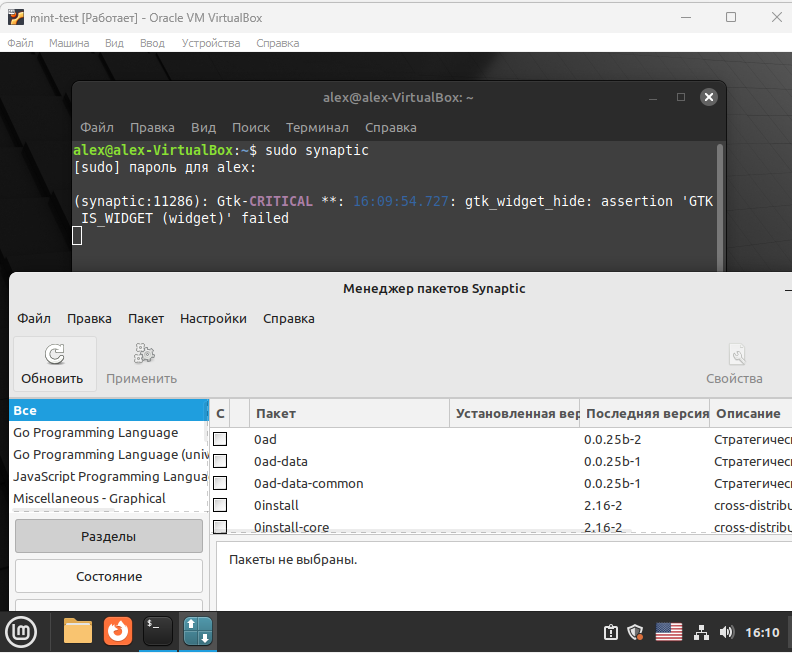 mint-test [Работает] - Oracle VM VirtualBox
Файл Машина Вид Ввод Устройства Справка
alex@alex-VirtualBox: ~
Файл Правка Вид Поиск Терминал Справка
alex@alex-VirtualBox:~$ sudo synaptic
[sudo] пароль для alex:
(synaptic:11286): Gtk-CRITICAL **: 16:09:54.727: gtk_widget_hide: assertion 'GTK
IS_WIDGET (widget)' failed
Менеджер пакетов Synaptic
Файл Правка Пакет Настройки Справка
Обновить Применить Свойства
Все
Go Programming Language
Go Programming Language (univ
JavaScript Programming Langua
Miscellaneous - Graphical
Разделы
Состояние
С Пакет Установленная вер Последняя версия Описание
0ad 0.0.25b-2 Стратегичес
0ad-data 0.0.25b-1 Стратегичес
0ad-data-common 0.0.25b-1 Стратегичес
0install 2.16-2 cross-distribu
0install-core 2.16-2 cross-distribu
Пакеты не выбраны.
16:10